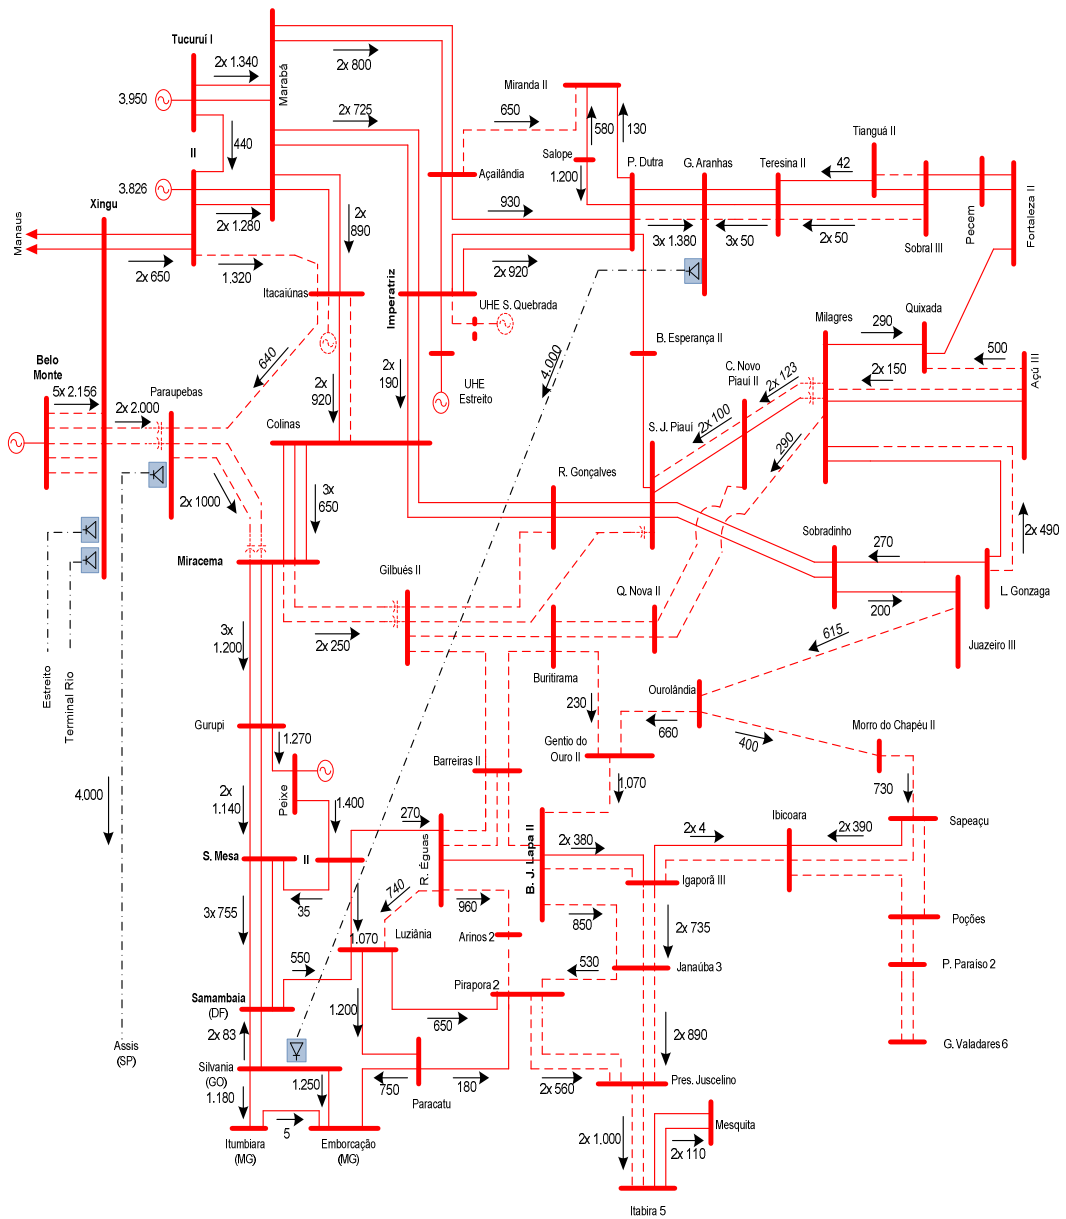 Tucuruí I
2x 1.340
Marabá
2x 800
3,950
440
2x 725
Miranda II
650
580
130
Tianguá II
II
3.826
Salope
1.200
P. Dutra
G. Aranhas
Teresina II
42
Açailândia
Xingu
Manaus
2x 1.280
2x
890
930
3x 1.380
3x 50
2x 50
Sobral III
Pecem
Fortaleza II
2x 650
1.320
2x 920
Itacaiúnas
Imperatriz
UHE S. Quebrada
Quixada
Milagres
290
640
4.000
B. Esperança II
500
Açú III
Belo
Monte
5x 2.156
2x 2.000
Paraupebas
2x
920
2x
190
UHE
Estreito
C. Novo
Piauí II
2x 123
2x 150
Colinas
2x 100
S. J. Piauí
290
2x 1000
3x
650
R. Gonçalves
Sobradinho
270
2x 490
Miracema
Gilbués II
Q. Nova II
L. Gonzaga
200
Juazeiro III
3x
1.200
2x 250
615
Buritirama
Estreito
Terminal Rio
Ourolândia
Gurupi
1.270
230
660
400
Morro do Chapéu II
Gentio do
Ouro II
Barreiras II
Peixe
4.000
2x
1.140
1.400
1.070
730
270
Sapeaçu
Ibicoara
2x 4
2x 390
2x 380
S. Mesa
II
R. Éguas
B. J. Lapa II
Igaporã III
740
35
960
3x 755
850
2x 735
Poções
1.070
Luziânia
Arinos 2
550
530
Janaúba 3
P. Paraíso 2
Pirapora 2
Samambaia
(DF)
1.200
650
2x 83
2x 890
Assis
(SP)
Silvania
(GO)
G. Valadares 6
1.250
750
180
2x 560
Pres. Juscelino
1.180
Paracatu
5
Mesquita
Itumbiara
(MG)
Emborcação
(MG)
2x 1.000
2x 110
Itabira 5